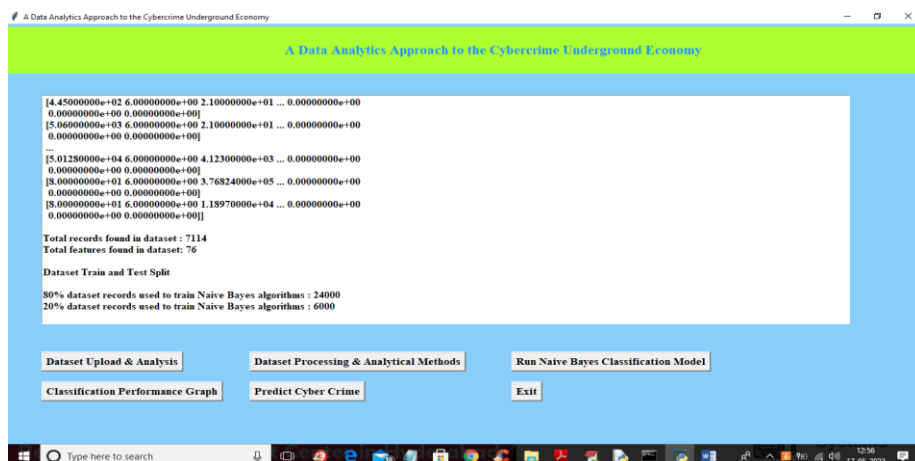 A Data Analytics Approach to the Cybercrime Underground Economy
A Data Analytics Approach to the Cybercrime Underground Economy
[4.45000000e+02 6.00000000e+00 2.10000000e+01 ... 0.00000000e+00
0.00000000e+00 0.00000000e+00]
[5.06000000e+03 6.00000000e+00 2.10000000e+01 ... 0.00000000e+00
0.00000000e+00 0.00000000e+00]
...
[5.01280000e+04 6.00000000e+00 4.12300000e+03 ... 0.00000000e+00
0.00000000e+00 0.00000000e+00]
[8.00000000e+01 6.00000000e+00 3.76824000e+05 ... 0.00000000e+00
0.00000000e+00 0.00000000e+00]
[8.00000000e+01 6.00000000e+00 1.18970000e+04 ... 0.00000000e+00
0.00000000e+00 0.00000000e+00]]
Total records found in dataset : 7114
Total features found in dataset: 76
Dataset Train and Test Split
80% dataset records used to train Naive Bayes algorithms : 24000
20% dataset records used to train Naive Bayes algorithms : 6000
Dataset Upload & Analysis Dataset Processing & Analytical Methods Run Naive Bayes Classification Model
Classification Performance Graph Predict Cyber Crime Exit
Type here to search 12:56
17-05-2022